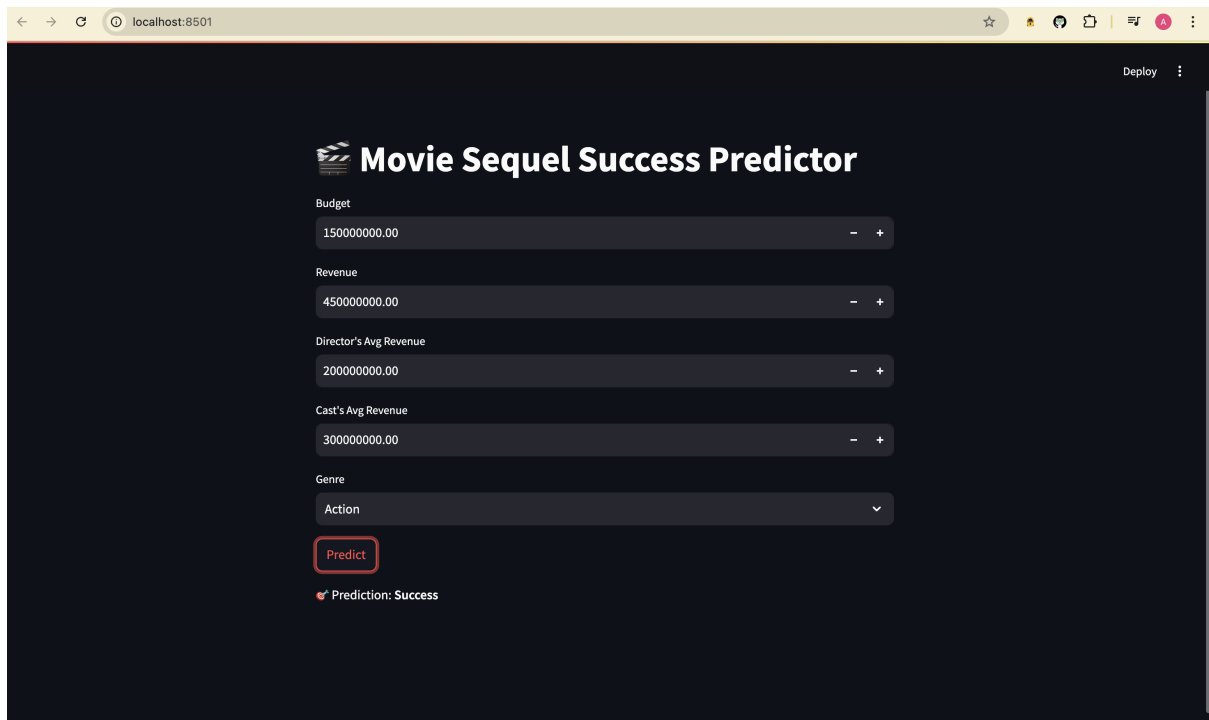 localhost:8501
A
Deploy
🎬 Movie Sequel Success Predictor
Budget
150000000.00
Revenue
450000000.00
Director's Avg Revenue
200000000.00
Cast's Avg Revenue
300000000.00
Genre
Action
Predict
🎯 Prediction: Success